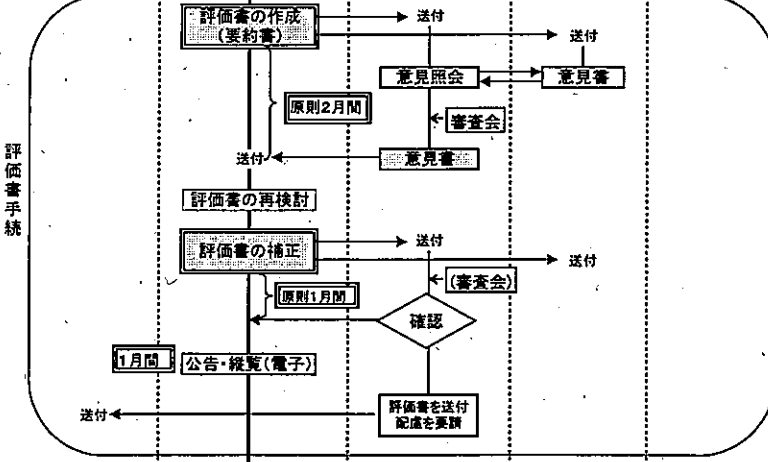 評価書手続
評価書の作成
(要約書)
送付
送付
意見照会
意見書
原則2月間
審査会
送付
意見書
評価書の再検討
評価書の補正
送付
送付
(審査会)
原則1月間
確認
1月間
公告・縦覧(電子)
送付
評価書を送付
配慮を要請